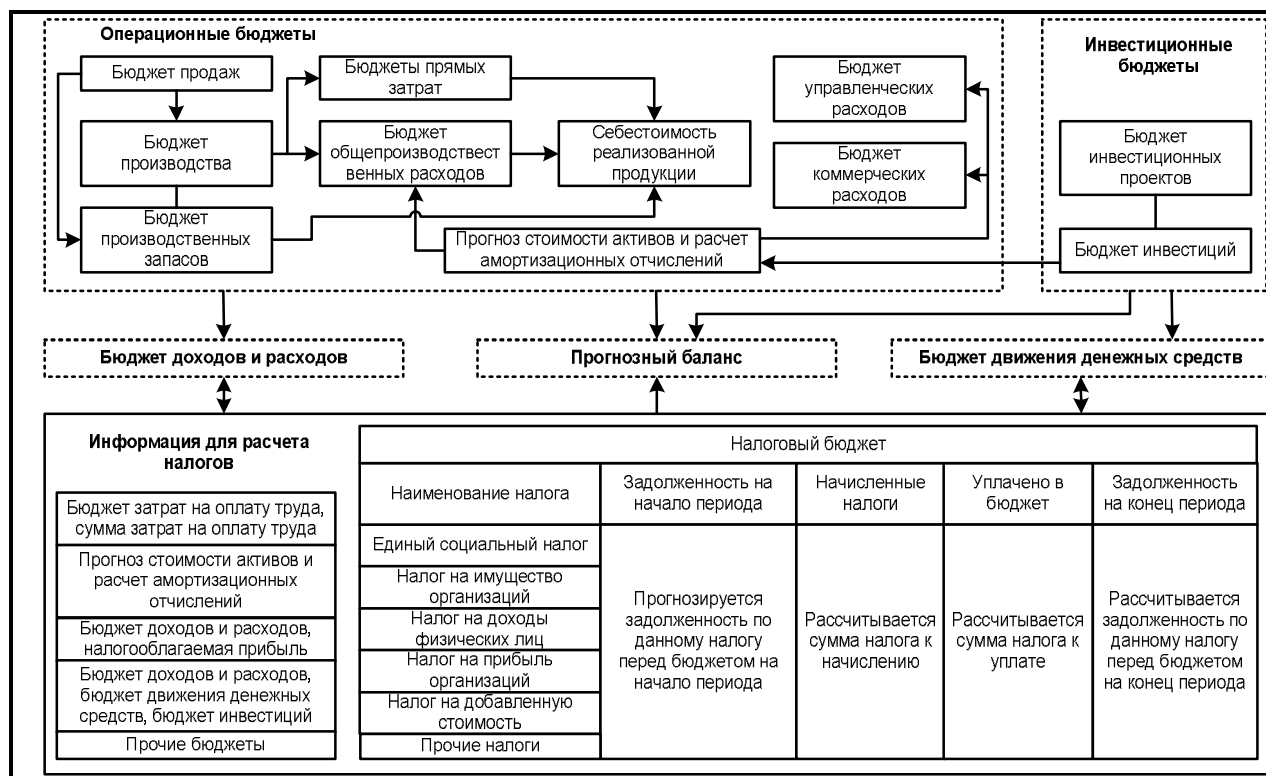 Операционные бюджеты
Бюджет продаж
Бюджет
производства
Бюджет
производственных
запасов
Бюджеты прямых
затрат
Бюджет
общепроизводствест
венных расходов
Себестоимость
реализованной
продукции
Бюджет
управленческих
расходов
Бюджет
коммерческих
расходов
Прогноз стоимости активов и расчет
амортизационных отчислений
Инвестиционные
бюджеты
Бюджет
инвестиционных
проектов
Бюджет инвестиций
Бюджет доходов и расходов
Прогнозный баланс
Бюджет движения денежных средств
Информация для расчета
налогов
Бюджет затрат на оплату труда,
сумма затрат на оплату труда
Прогноз стоимости активов и
расчет амортизационных
отчислений
Бюджет доходов и расходов,
налогооблагаемая прибыль
Бюджет доходов и расходов,
бюджет движения денежных
средств, бюджет инвестиций
Прочие бюджеты
Налоговый бюджет
Наименование налога
Задолженность на
начало периода
Начисленные
налоги
Уплачено в
бюджет
Задолженность
на конец периода
Единый социальный налог
Налог на имущество
организаций
Налог на доходы
физических лиц
Налог на прибыль
организаций
Налог на добавленную
стоимость
Прочие налоги
Прогнозируется
задолженность по
данному налогу
перед бюджетом на
начало периода
Рассчитывается
сумма налога к
начислению
Рассчитывается
сумма налога к
уплате
Рассчитывается
задолженность по
данному налогу
перед бюджетом
на конец периода